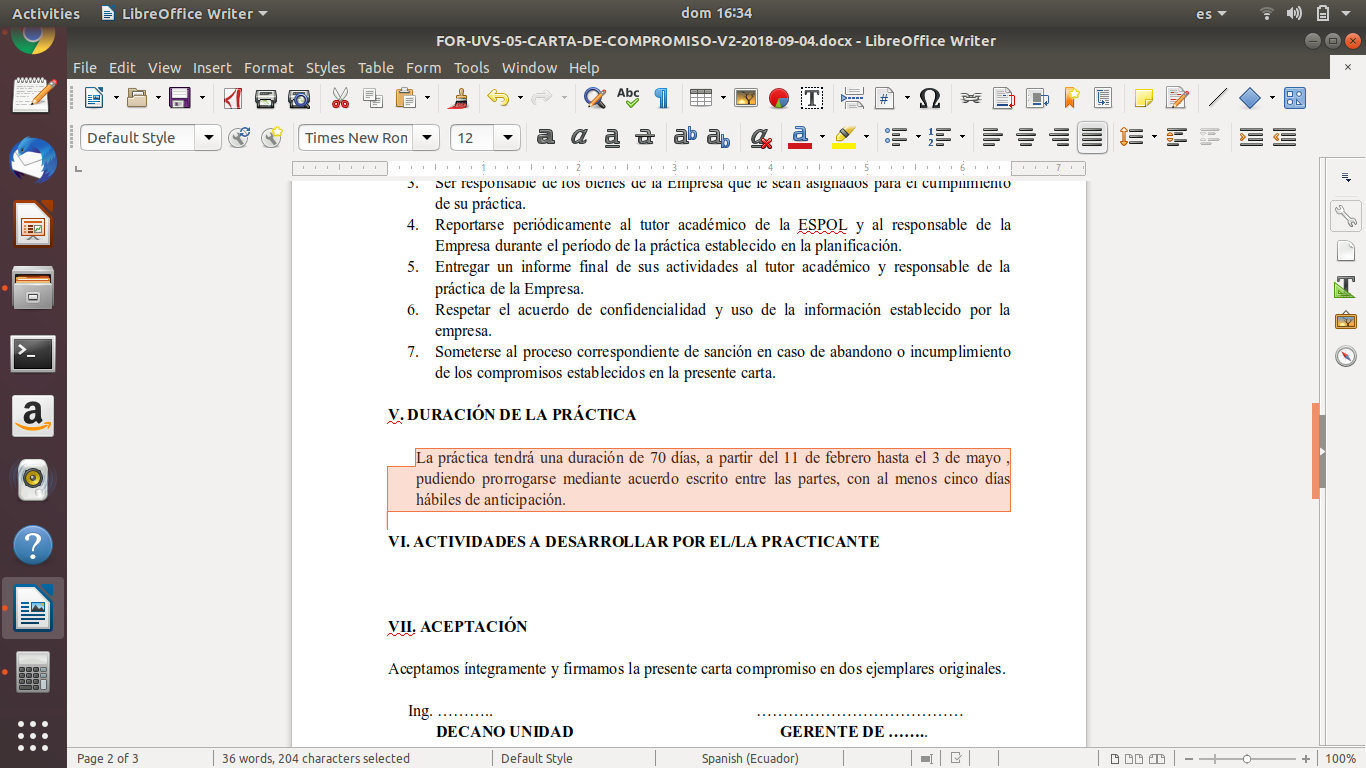 Activities LibreOffice Writer dom 16:34 es
FOR-UVS-05-CARTA-DE-COMPROMISO-V2-2018-09-04.docx - LibreOffice Writer
File Edit View Insert Format Styles Table Form Tools Window Help
Default Style Times New Ron 12
1 2 3 4 5 6 7
3. Ser responsable de los bienes de la Empresa que le sean asignados para el cumplimiento
de su práctica.
4. Reportarse periódicamente al tutor académico de la ESPOL y al responsable de la
Empresa durante el período de la práctica establecido en la planificación.
5. Entregar un informe final de sus actividades al tutor académico y responsable de la
práctica de la Empresa.
6. Respetar el acuerdo de confidencialidad y uso de la información establecido por la
empresa.
7. Someterse al proceso correspondiente de sanción en caso de abandono o incumplimiento
de los compromisos establecidos en la presente carta.
V. DURACIÓN DE LA PRÁCTICA
La práctica tendrá una duración de 70 días, a partir del 11 de febrero hasta el 3 de mayo ,
pudiendo prorrogarse mediante acuerdo escrito entre las partes, con al menos cinco días
hábiles de anticipación.
VI. ACTIVIDADES A DESARROLLAR POR EL/LA PRACTICANTE
VII. ACEPTACIÓN
Aceptamos íntegramente y firmamos la presente carta compromiso en dos ejemplares originales.
Ing. ……….. …………………………………
DECANO UNIDAD GERENTE DE ……..
Page 2 of 3 36 words, 204 characters selected Default Style Spanish (Ecuador) 100%